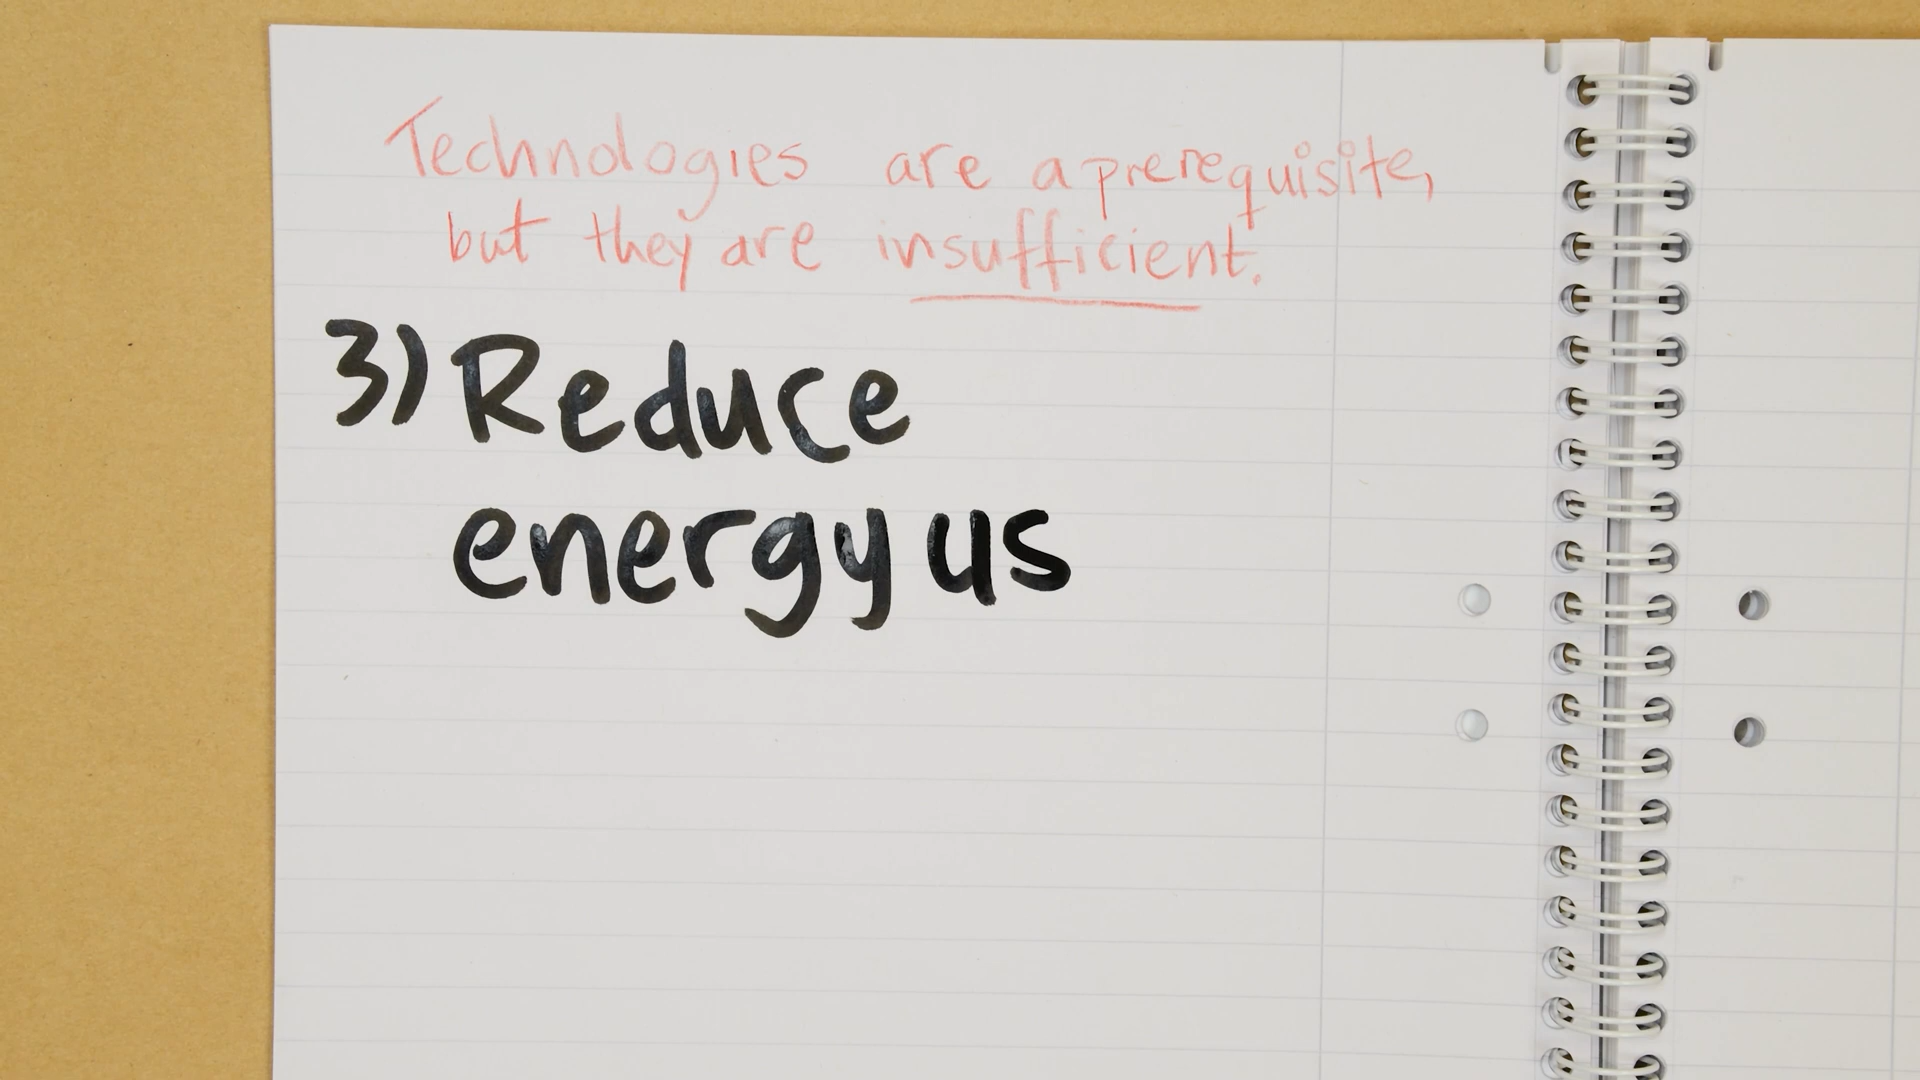 Technologies are a prerequisite,
but they are insufficient.
3) Reduce
energy us